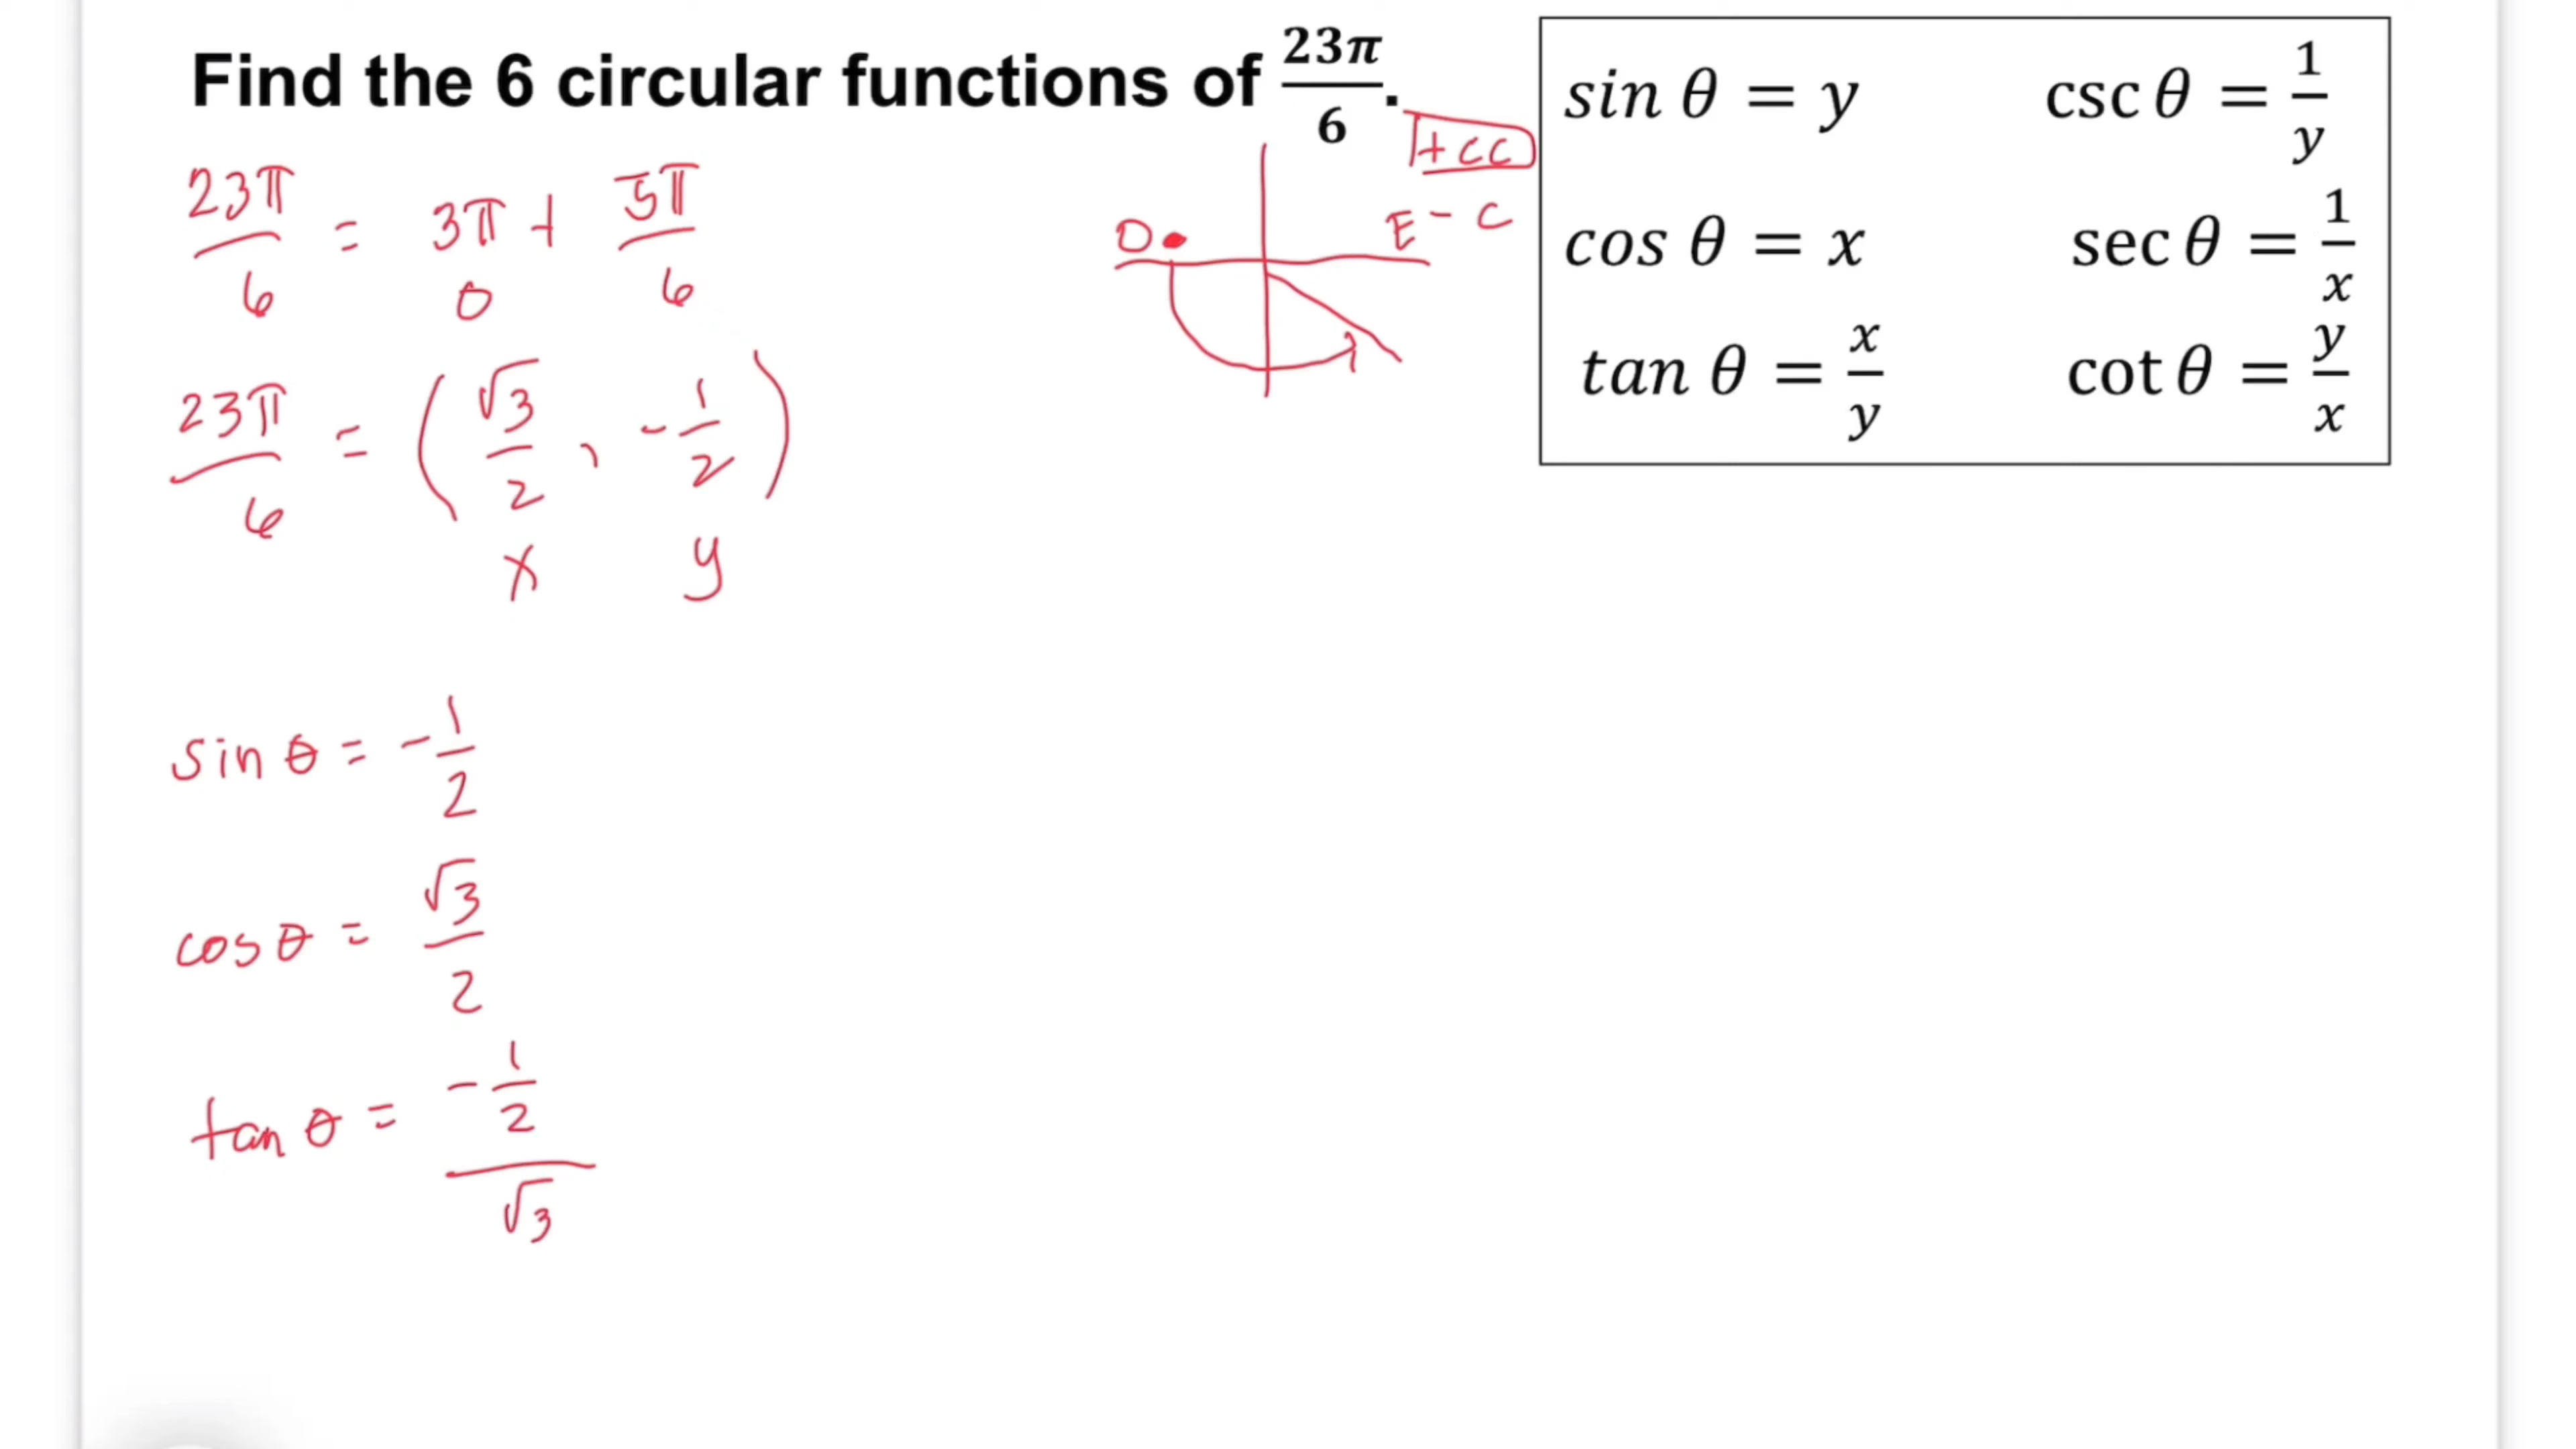 Find the 6 circular functions of 23π/6.
sin θ = y csc θ = 1/y
cos θ = x sec θ = 1/x
tan θ = x/y cot θ = y/x
+ CC
- C
O E
23π/6 = 3π + 5π/6
O
23π/6 = (√3/2, -1/2)
x y
sin θ = -1/2
cos θ = √3/2
tan θ = -1/2 / √3